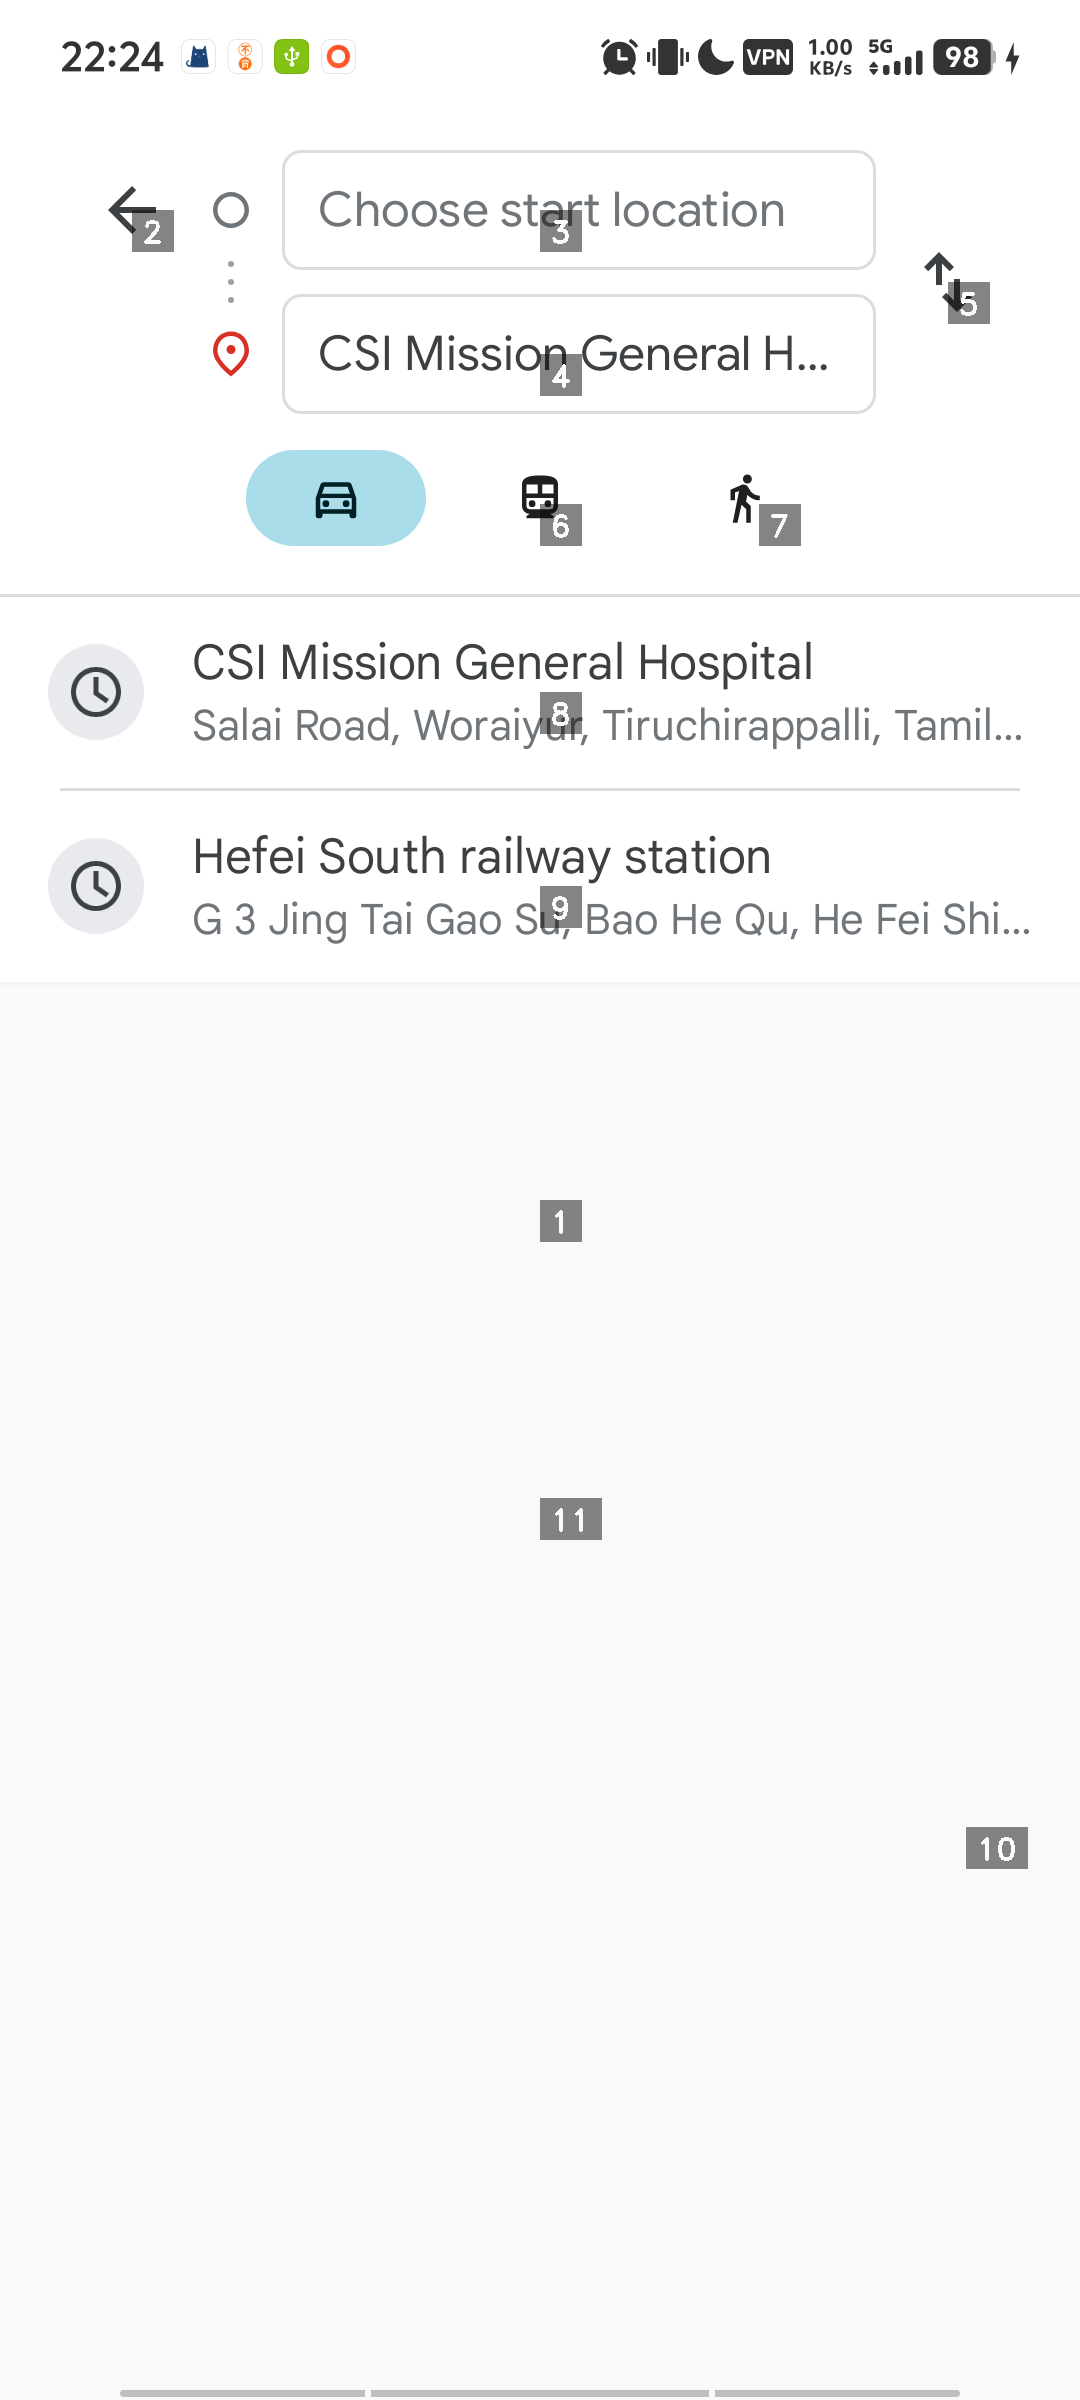 22:24
VPN
1.00 KB/s
5G
98
Choose start location
2
3
5
CSI Mission General H...
4
6
7
CSI Mission General Hospital
Salai Road, Woraiyur, Tiruchirappalli, Tamil...
8
Hefei South railway station
G 3 Jing Tai Gao Su, Bao He Qu, He Fei Shi...
9
1
11
10